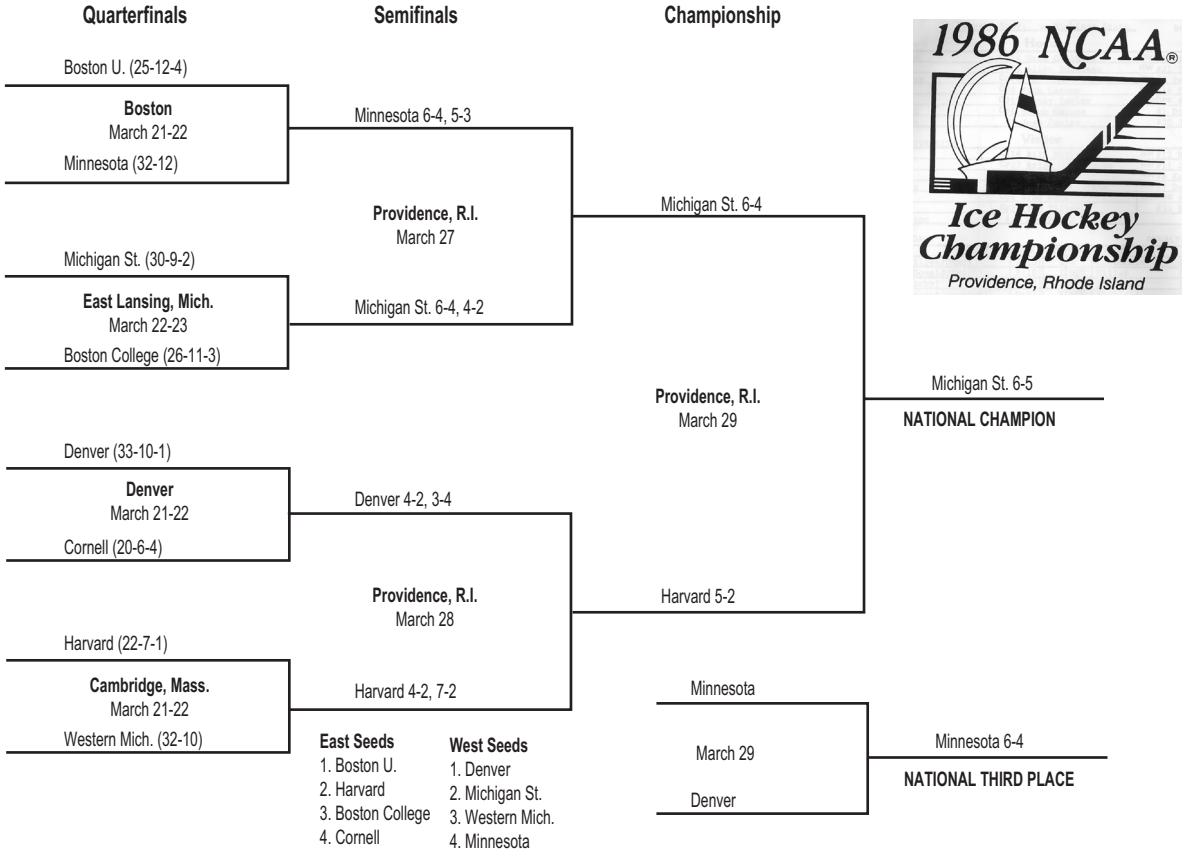 Quarterfinals
Semifinals
Championship
Boston U. (25-12-4)
Boston
March 21-22
Minnesota (32-12)
Michigan St. (30-9-2)
East Lansing, Mich.
March 22-23
Boston College (26-11-3)
Denver (33-10-1)
Denver
March 21-22
Cornell (20-6-4)
Harvard (22-7-1)
Cambridge, Mass.
March 21-22
Western Mich. (32-10)
Minnesota 6-4, 5-3
Providence, R.I.
March 27
Michigan St. 6-4, 4-2
Denver 4-2, 3-4
Providence, R.I.
March 28
Harvard 4-2, 7-2
Michigan St. 6-4
Providence, R.I.
March 29
Harvard 5-2
Michigan St. 6-5
NATIONAL CHAMPION
Minnesota
March 29
Denver
Minnesota 6-4
NATIONAL THIRD PLACE
East Seeds
1. Boston U.
2. Harvard
3. Boston College
4. Cornell
West Seeds
1. Denver
2. Michigan St.
3. Western Mich.
4. Minnesota
1986 NCAA®
Ice Hockey
Championship
Providence, Rhode Island